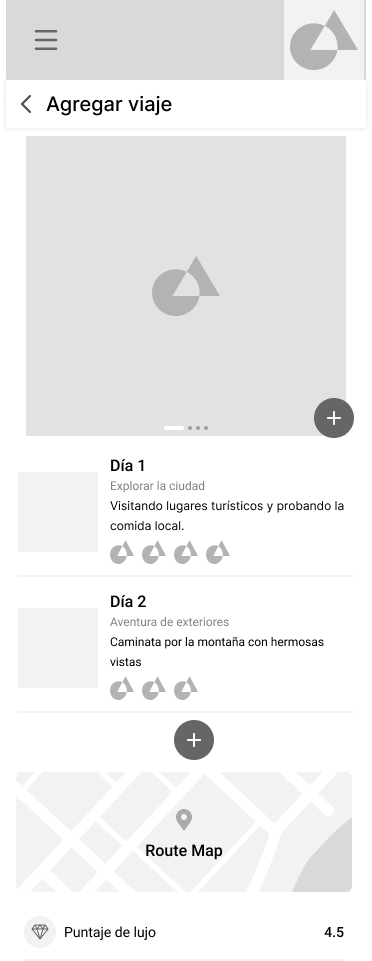 Agregar viaje
Día 1
Explorar la ciudad
Visitando lugares turísticos y probando la
comida local.
Día 2
Aventura de exteriores
Caminata por la montaña con hermosas
vistas
Route Map
Puntaje de lujo 4.5